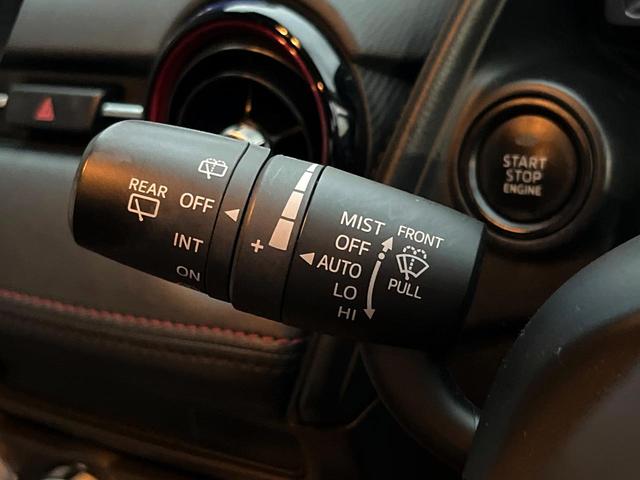 REAR
OFF
INT
ON
+
MIST
OFF
AUTO
LO
HI
FRONT
PULL
START
STOP
ENGINE